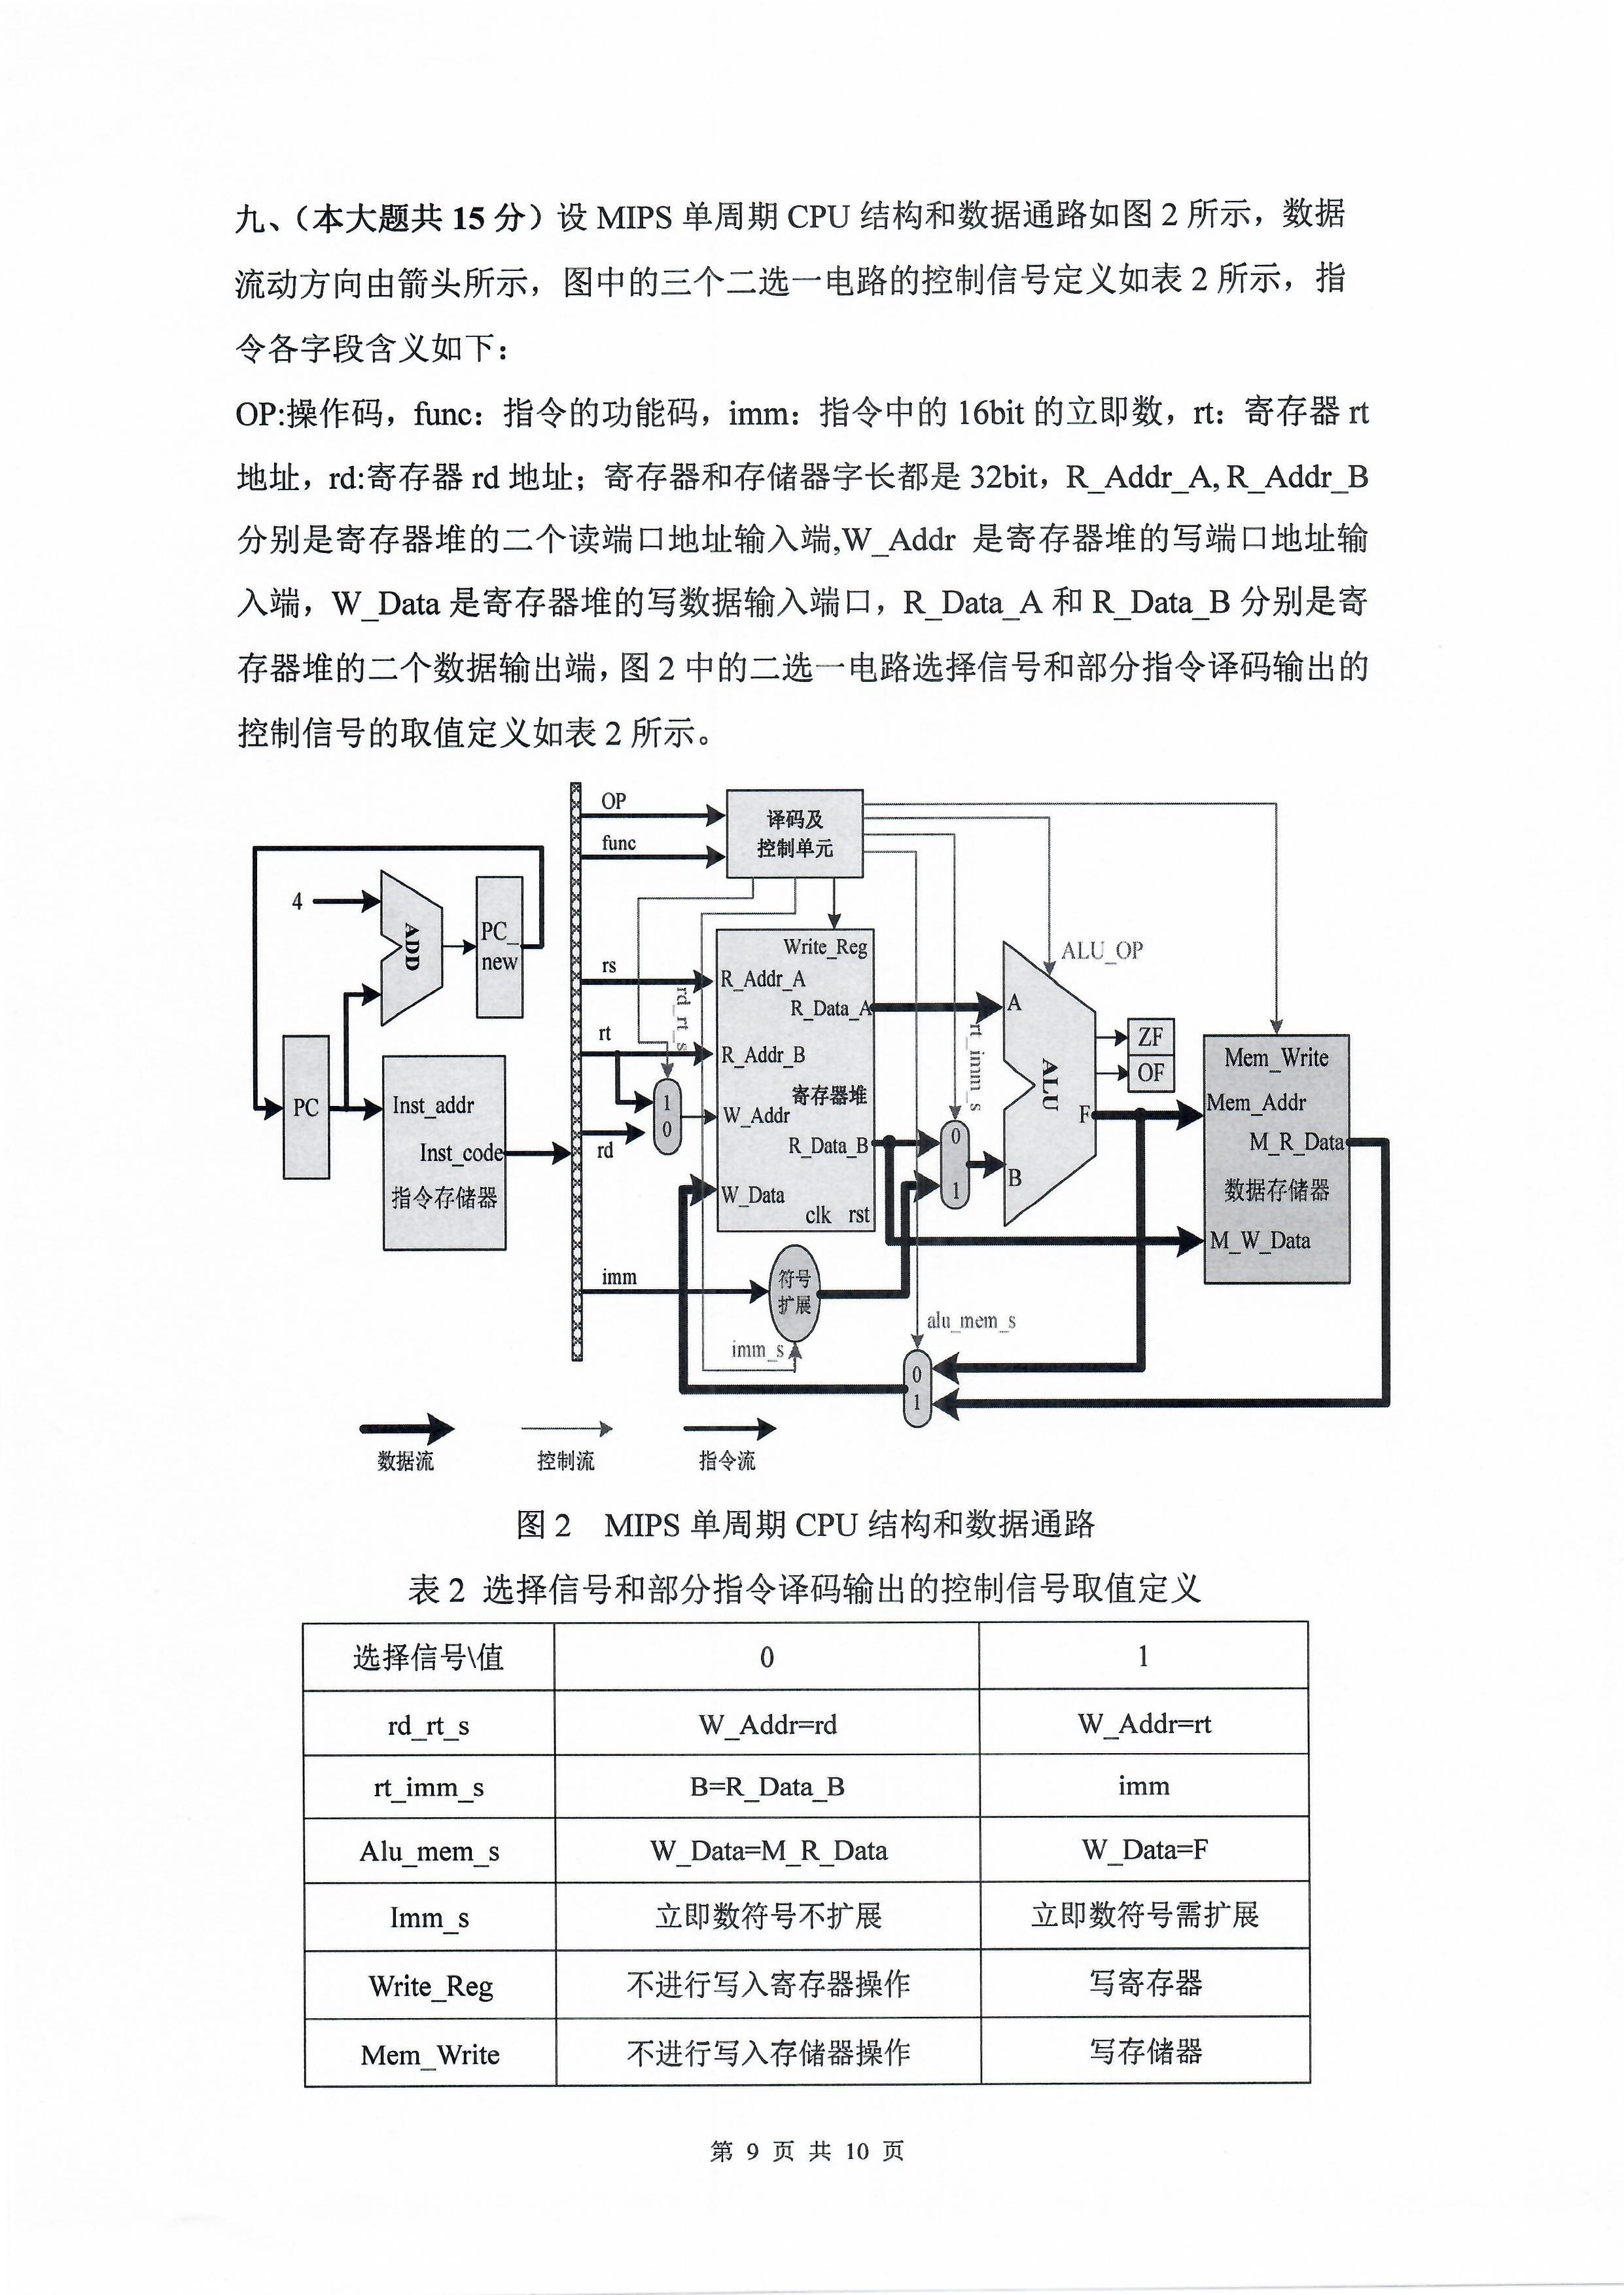 九、（本大题共 15 分）设 MIPS 单周期 CPU 结构和数据通路如图 2 所示，数据
流动方向由箭头所示，图中的三个二选一电路的控制信号定义如表 2 所示，指
令各字段含义如下：
OP:操作码，func：指令的功能码，imm：指令中的 16bit 的立即数，rt：寄存器 rt
地址，rd:寄存器 rd 地址；寄存器和存储器字长都是 32bit，R_Addr_A, R_Addr_B
分别是寄存器堆的二个读端口地址输入端,W_Addr 是寄存器堆的写端口地址输
入端，W_Data 是寄存器堆的写数据输入端口，R_Data_A 和 R_Data_B 分别是寄
存器堆的二个数据输出端，图 2 中的二选一电路选择信号和部分指令译码输出的
控制信号的取值定义如表 2 所示。
OP
func
译码及
控制单元
4
ADD
PC_
new
PC
Inst_addr
Inst_code
指令存储器
rs
rt
rd
imm
rd_rt_s
1
0
Write_Reg
R_Addr_A
R_Data_A
R_Addr_B
寄存器堆
W_Addr
R_Data_B
W_Data
clk rst
符号
扩展
imm_s
rt_imm_s
0
1
ALU_OP
A
ALU
F
B
ZF
OF
Mem_Write
Mem_Addr
M_R_Data
数据存储器
M_W_Data
alu_mem_s
0
1
数据流
控制流
指令流
图 2 MIPS 单周期 CPU 结构和数据通路
表 2 选择信号和部分指令译码输出的控制信号取值定义
选择信号\值 0 1
rd_rt_s W_Addr=rd W_Addr=rt
rt_imm_s B=R_Data_B imm
Alu_mem_s W_Data=M_R_Data W_Data=F
Imm_s 立即数符号不扩展 立即数符号需扩展
Write_Reg 不进行写入寄存器操作 写寄存器
Mem_Write 不进行写入存储器操作 写存储器
第 9 页 共 10 页